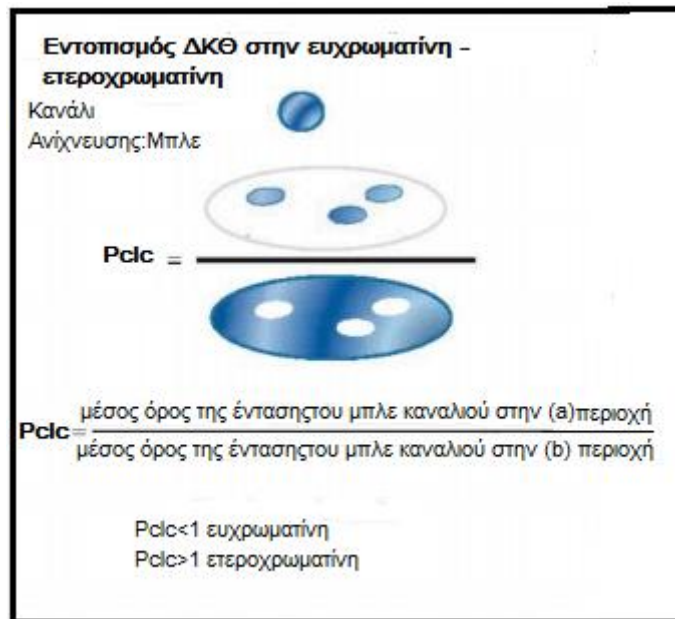 Εντοπισμός ΔΚΘ στην ευχρωματίνη -
ετεροχρωματίνη
Κανάλι
Ανίχνευσης:Μπλε
Pclc =
Pclc=
μέσος όρος της έντασηςτου μπλε καναλιού στην (a)περιοχή
μέσος όρος της έντασηςτου μπλε καναλιού στην (b) περιοχή
Pclc<1 ευχρωματίνη
Pclc>1 ετεροχρωματίνη